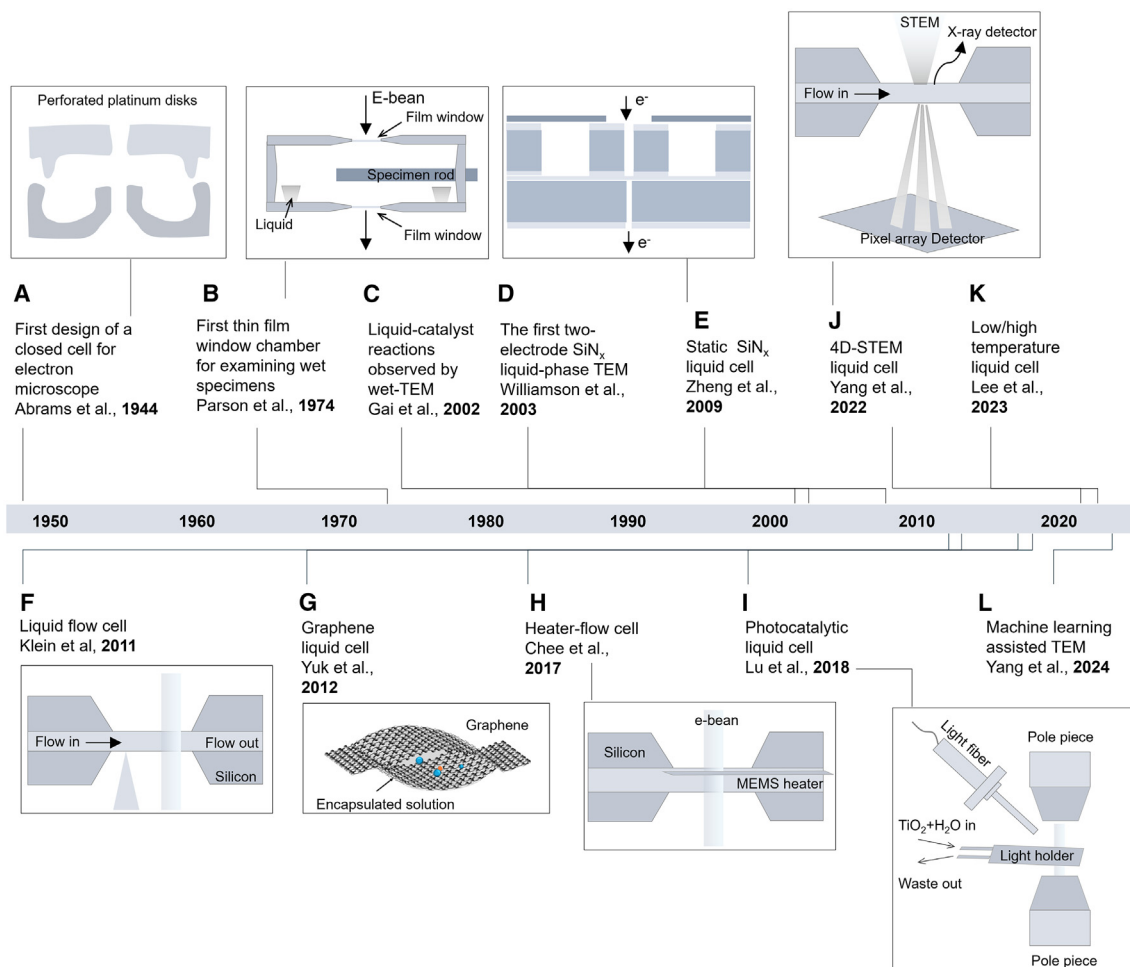 Perforated platinum disks
E-bean
Film window
Specimen rod
Liquid
Film window
e-
e-
STEM
X-ray detector
Flow in
Pixel array Detector
A
First design of a
closed cell for
electron
microscope
Abrams et al., 1944
B
First thin film
window chamber
for examining wet
specimens
Parson et al., 1974
C
Liquid-catalyst
reactions
observed by
wet-TEM
Gai et al., 2002
D
The first two-
electrode SiNx
liquid-phase TEM
Williamson et al.,
2003
E
Static SiNx
liquid cell
Zheng et al.,
2009
J
4D-STEM
liquid cell
Yang et al.,
2022
K
Low/high
temperature
liquid cell
Lee et al.,
2023
1950 1960 1970 1980 1990 2000 2010 2020
F
Liquid flow cell
Klein et al, 2011
Flow in
Flow out
Silicon
G
Graphene
liquid cell
Yuk et al.,
2012
Graphene
Encapsulated solution
H
Heater-flow cell
Chee et al.,
2017
e-bean
Silicon
MEMS heater
I
Photocatalytic
liquid cell
Lu et al., 2018
Light fiber
Pole piece
TiO2+H2O in
Light holder
Waste out
Pole piece
L
Machine learning
assisted TEM
Yang et al., 2024